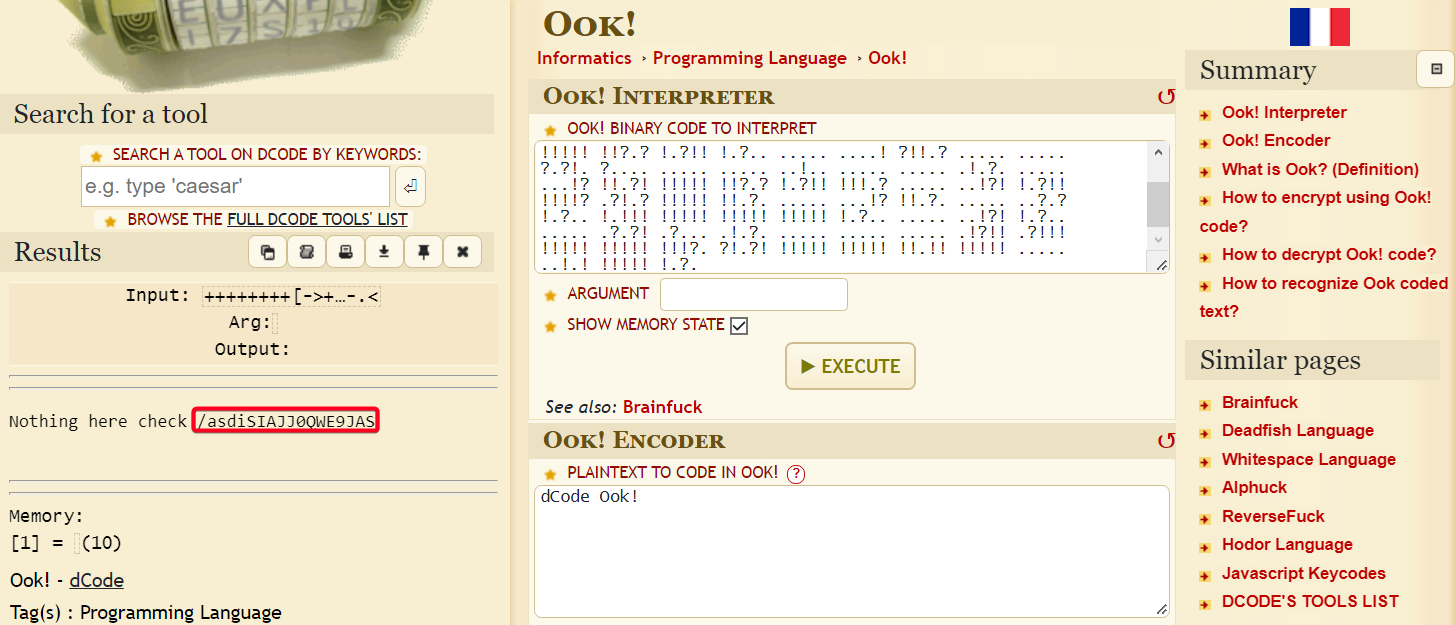 Search for a tool
SEARCH A TOOL ON DCODE BY KEYWORDS:
e.g. type 'caesar'
BROWSE THE FULL DCODE TOOLS' LIST
Results
Input: ++++++++[->+…-.<
Arg:
Output:
Nothing here check /asdiSIAJJ0QWE9JAS
Memory:
[1] = (10)
Ook! - dCode
Tag(s) : Programming Language
Ook!
Informatics › Programming Language › Ook!
Ook! Interpreter
OOK! BINARY CODE TO INTERPRET
!!!!! !!?.? !.?!! !.?.. ..... ....! ?!!.? ..... .....
?.?!. ?.... ..... ..... ..!.. ..... ..... .!.?. .....
...!? !!.?! !!!!! !!?.? !.?!! !!!.? ..... ..!?! !.?!!
!!!!? .?!.? !!!!! !!.?. ..... ...!? !!.?. ..... ..?.?
!.?.. !.!!! !!!!! !!!!! !!!!! !.?.. ..... ..!?! !.?..
..... .?.?! .?... .!.?. ..... ..... ..... .!?!! .?!!!
!!!!! !!!!! !!!?. ?!.?! !!!!! !!!!! !!.!! !!!!! .....
..!.! !!!!! !.?.
ARGUMENT
SHOW MEMORY STATE
EXECUTE
See also: Brainfuck
Ook! Encoder
PLAINTEXT TO CODE IN OOK! ?
dCode Ook!
Summary
Ook! Interpreter
Ook! Encoder
What is Ook? (Definition)
How to encrypt using Ook!
code?
How to decrypt Ook! code?
How to recognize Ook coded
text?
Similar pages
Brainfuck
Deadfish Language
Whitespace Language
Alphuck
ReverseFuck
Hodor Language
Javascript Keycodes
DCODE'S TOOLS LIST